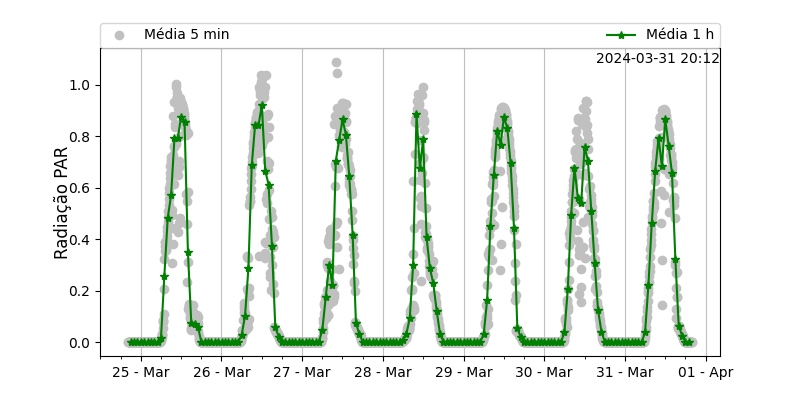 Média 5 min
Média 1 h
2024-03-31 20:12
Radiação PAR
1.0
0.8
0.6
0.4
0.2
0.0
25 - Mar
26 - Mar
27 - Mar
28 - Mar
29 - Mar
30 - Mar
31 - Mar
01 - Apr